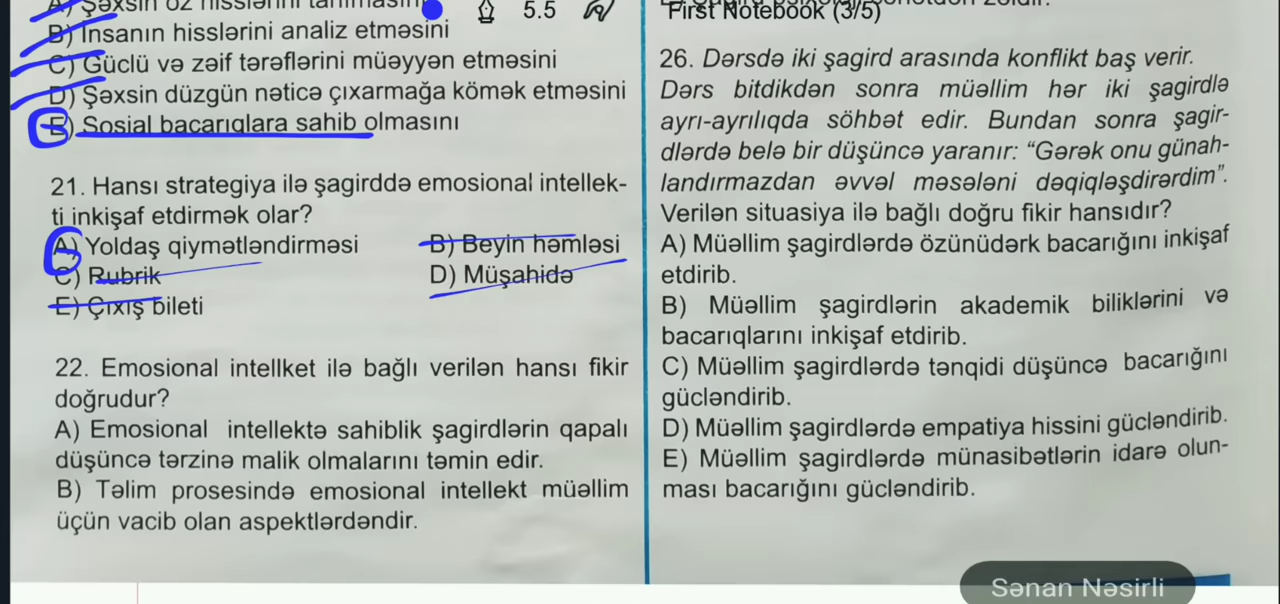 A) Şəxsin öz hisslərini tanımasını
B) İnsanın hisslərini analiz etməsini
C) Güclü və zəif tərəflərini müəyyən etməsini
D) Şəxsin düzgün nəticə çıxarmağa kömək etməsini
E) Sosial bacarıqlara sahib olmasını
21. Hansı strategiya ilə şagirddə emosional intellek-
ti inkişaf etdirmək olar?
A) Yoldaş qiymətləndirməsi
B) Beyin həmləsi
C) Rubrik
D) Müşahidə
E) Çıxış bileti
22. Emosional intellket ilə bağlı verilən hansı fikir
doğrudur?
A) Emosional intellektə sahiblik şagirdlərin qapalı
düşüncə tərzinə malik olmalarını təmin edir.
B) Təlim prosesində emosional intellekt müəllim
üçün vacib olan aspektlərdəndir.
5.5
First Notebook (3/5)
26. Dərsdə iki şagird arasında konflikt baş verir.
Dərs bitdikdən sonra müəllim hər iki şagirdlə
ayrı-ayrılıqda söhbət edir. Bundan sonra şagir-
dlərdə belə bir düşüncə yaranır: “Gərək onu günah-
landırmazdan əvvəl məsələni dəqiqləşdirərdim”.
Verilən situasiya ilə bağlı doğru fikir hansıdır?
A) Müəllim şagirdlərdə özünüdərk bacarığını inkişaf
etdirib.
B) Müəllim şagirdlərin akademik biliklərini və
bacarıqlarını inkişaf etdirib.
C) Müəllim şagirdlərdə tənqidi düşüncə bacarığını
gücləndirib.
D) Müəllim şagirdlərdə empatiya hissini gücləndirib.
E) Müəllim şagirdlərdə münasibətlərin idarə olun-
ması bacarığını gücləndirib.
Sənan Nəsirli